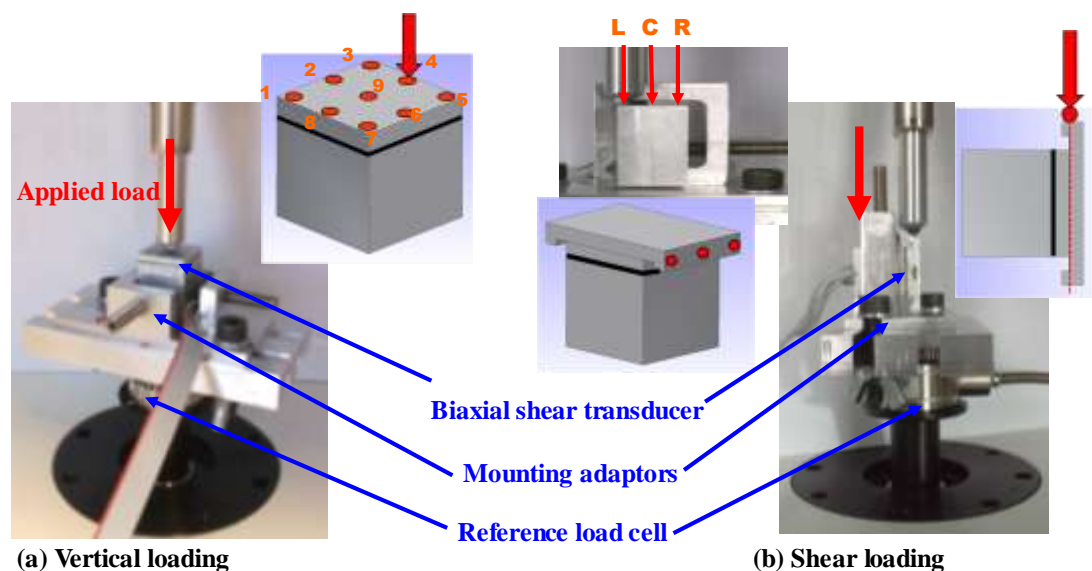 3
4
2
9
1
5
6
8
7
Applied load
L C R
Biaxial shear transducer
Mounting adaptors
Reference load cell
(a) Vertical loading
(b) Shear loading